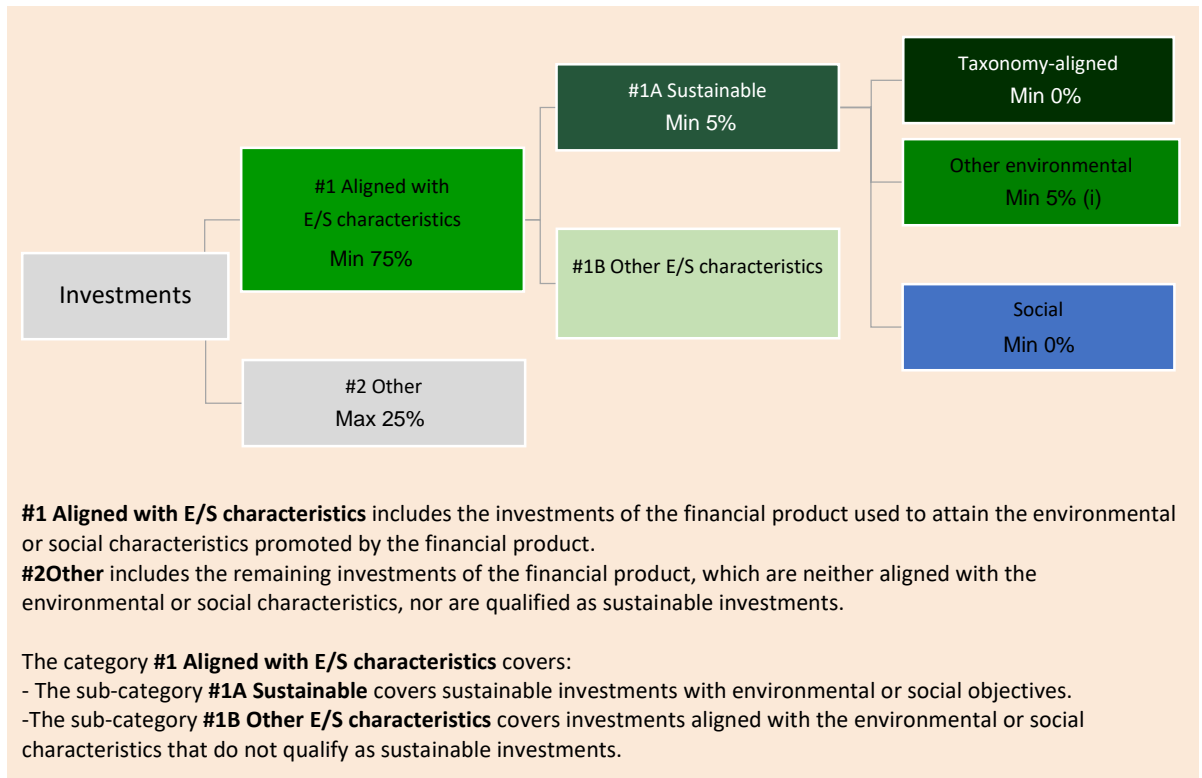 Investments
#1 Aligned with
E/S characteristics
Min 75%
#2 Other
Max 25%
#1A Sustainable
Min 5%
#1B Other E/S characteristics
Taxonomy-aligned
Min 0%
Other environmental
Min 5% (i)
Social
Min 0%
#1 Aligned with E/S characteristics includes the investments of the financial product used to attain the environmental
or social characteristics promoted by the financial product.
#2Other includes the remaining investments of the financial product, which are neither aligned with the
environmental or social characteristics, nor are qualified as sustainable investments.
The category #1 Aligned with E/S characteristics covers:
- The sub-category #1A Sustainable covers sustainable investments with environmental or social objectives.
-The sub-category #1B Other E/S characteristics covers investments aligned with the environmental or social
characteristics that do not qualify as sustainable investments.